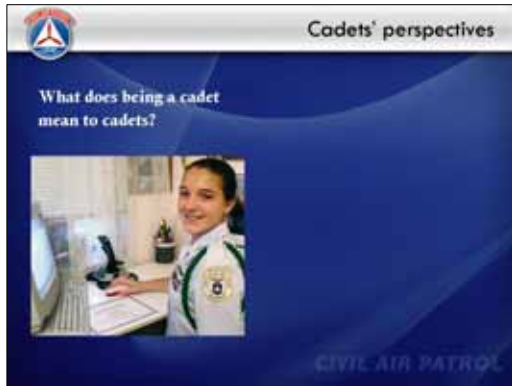 Cadets' perspectives
What does being a cadet
mean to cadets?
CIVIL AIR PATROL